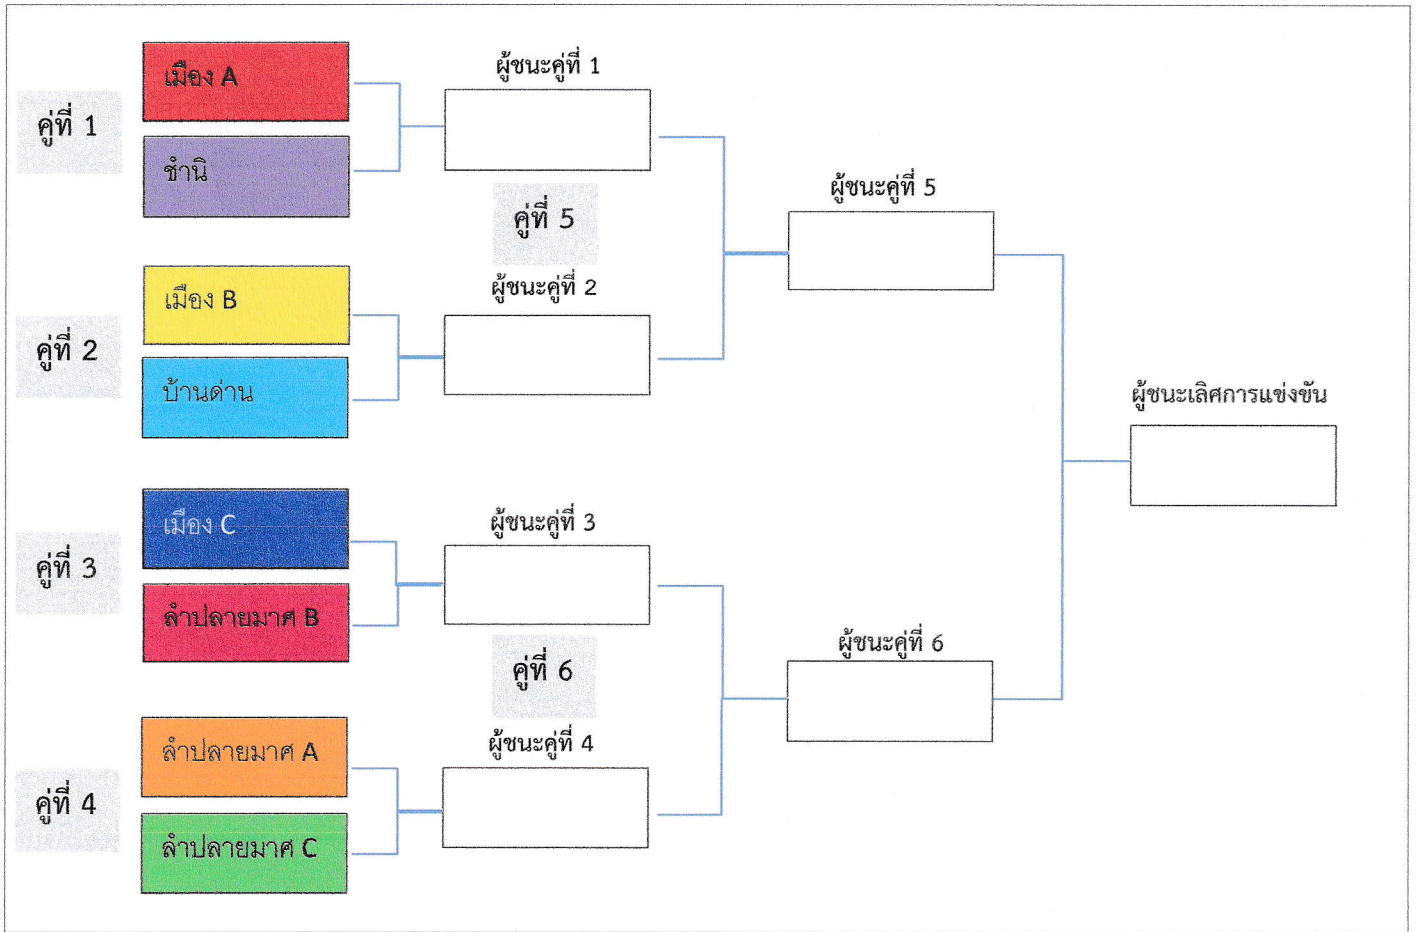 คู่ที่ 1
เมือง A
ชำนิ
ผู้ชนะคู่ที่ 1
คู่ที่ 5
ผู้ชนะคู่ที่ 5
คู่ที่ 2
เมือง B
บ้านด่าน
ผู้ชนะคู่ที่ 2
ผู้ชนะเลิศการแข่งขัน
คู่ที่ 3
เมือง C
ลำปลายมาศ B
ผู้ชนะคู่ที่ 3
คู่ที่ 6
ผู้ชนะคู่ที่ 6
คู่ที่ 4
ลำปลายมาศ A
ลำปลายมาศ C
ผู้ชนะคู่ที่ 4